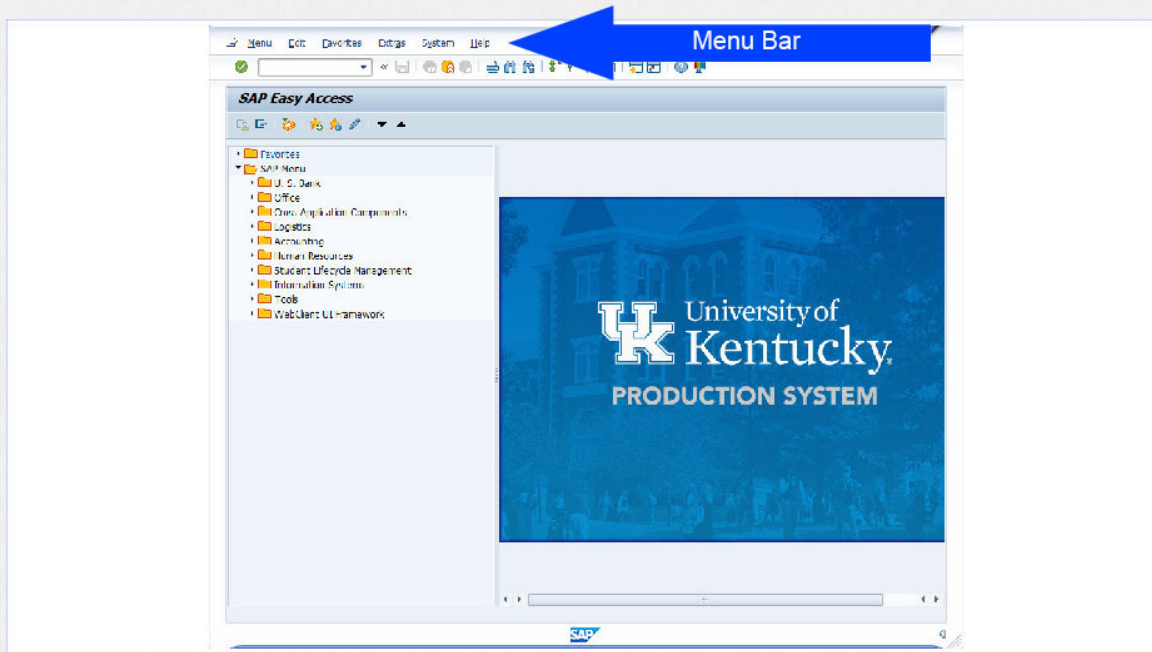 Menu Edit Favorites Extras System Help
Menu Bar
SAP Easy Access
Favorites
SAP Menu
U. S. Bank
Office
Cross-Application Components
Logistics
Accounting
Human Resources
Student Lifecycle Management
Information Systems
Tools
WebClient UI Framework
UK
University of
Kentucky
PRODUCTION SYSTEM
SAP